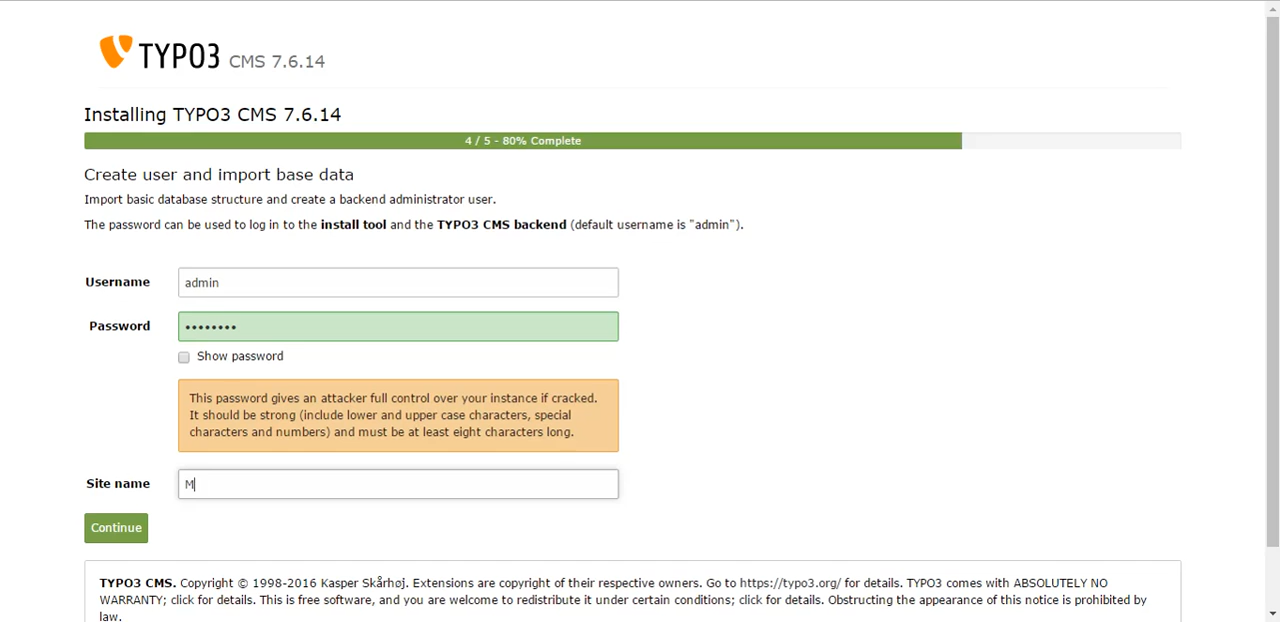 TYPO3 CMS 7.6.14
Installing TYPO3 CMS 7.6.14
4 / 5 - 80% Complete
Create user and import base data
Import basic database structure and create a backend administrator user.
The password can be used to log in to the install tool and the TYPO3 CMS backend (default username is "admin").
Username admin
Password ••••••••
Show password
This password gives an attacker full control over your instance if cracked.
It should be strong (include lower and upper case characters, special
characters and numbers) and must be at least eight characters long.
Site name M
Continue
TYPO3 CMS. Copyright © 1998-2016 Kasper Skårhøj. Extensions are copyright of their respective owners. Go to https://typo3.org/ for details. TYPO3 comes with ABSOLUTELY NO
WARRANTY; click for details. This is free software, and you are welcome to redistribute it under certain conditions; click for details. Obstructing the appearance of this notice is prohibited by
law.